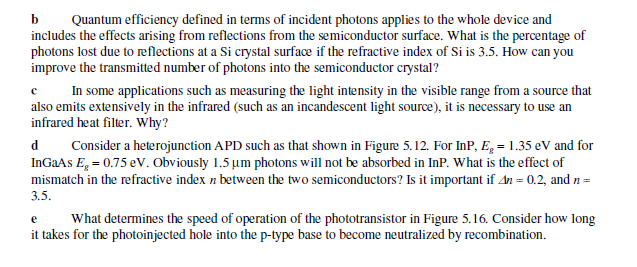 b Quantum efficiency defined in terms of incident photons applies to the whole device and
includes the effects arising from reflections from the semiconductor surface. What is the percentage of
photons lost due to reflections at a Si crystal surface if the refractive index of Si is 3.5. How can you
improve the transmitted number of photons into the semiconductor crystal?
c In some applications such as measuring the light intensity in the visible range from a source that
also emits extensively in the infrared (such as an incandescent light source), it is necessary to use an
infrared heat filter. Why?
d Consider a heterojunction APD such as that shown in Figure 5.12. For InP, E_g = 1.35 eV and for
InGaAs E_g = 0.75 eV. Obviously 1.5 μm photons will not be absorbed in InP. What is the effect of
mismatch in the refractive index n between the two semiconductors? Is it important if Δn = 0.2, and n =
3.5.
e What determines the speed of operation of the phototransistor in Figure 5.16. Consider how long
it takes for the photoinjected hole into the p-type base to become neutralized by recombination.